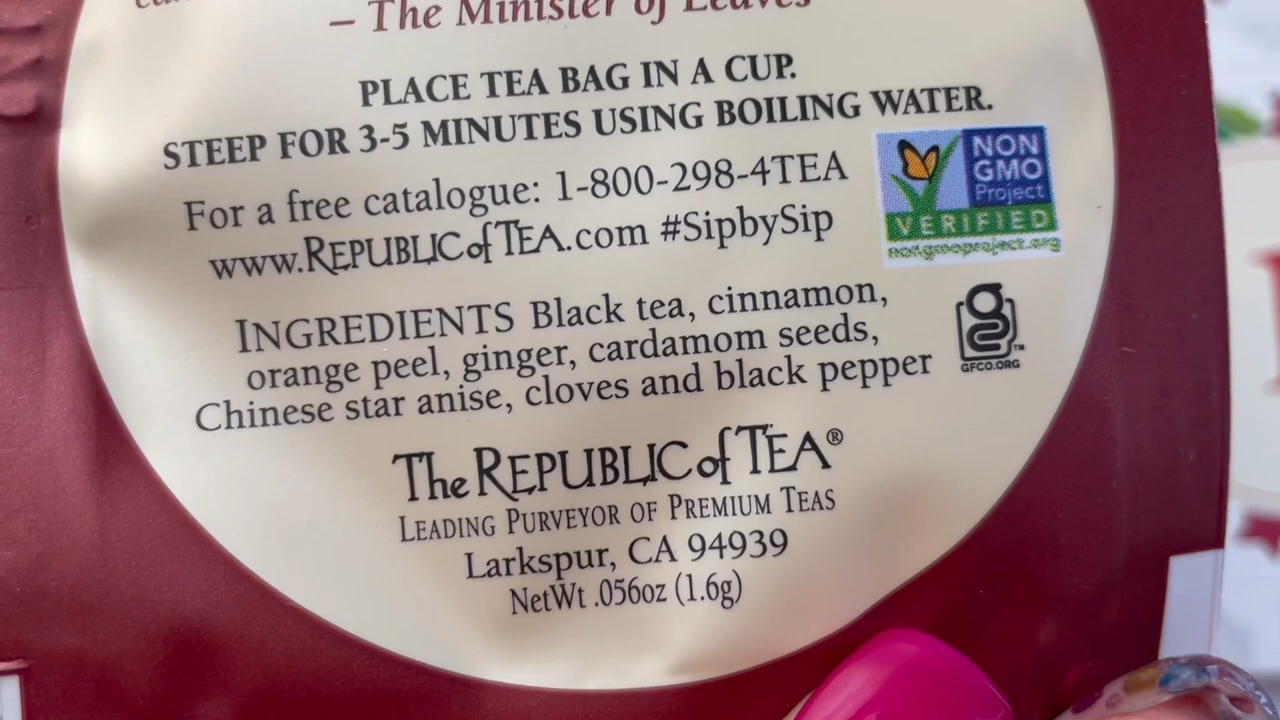 – The Minister of Leaves
PLACE TEA BAG IN A CUP.
STEEP FOR 3-5 MINUTES USING BOILING WATER.
For a free catalogue: 1-800-298-4TEA
www.REPUBLIC of TEA.com #SipbySip
NON
GMO
Project
VERIFIED
nongmoproject.org
INGREDIENTS Black tea, cinnamon,
orange peel, ginger, cardamom seeds,
Chinese star anise, cloves and black pepper
GFCO.ORG
The REPUBLIC of TEA®
LEADING PURVEYOR OF PREMIUM TEAS
Larkspur, CA 94939
NetWt .056oz (1.6g)